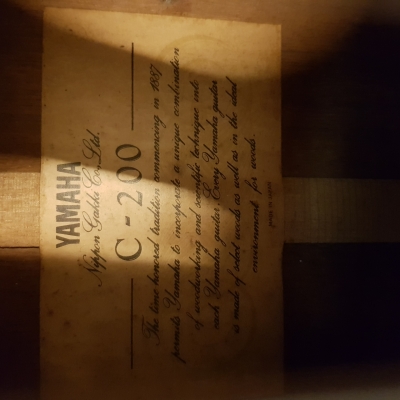 YAMAHA
Nippon Gakki Co., Ltd.
C-200
The time honored tradition commencing in 1887
permits Yamaha to incorporate a unique combination
of woodworking and scientific technique into
each Yamaha guitar. Every Yamaha guitar
is made of select woods as well as in the ideal
environment for woods.